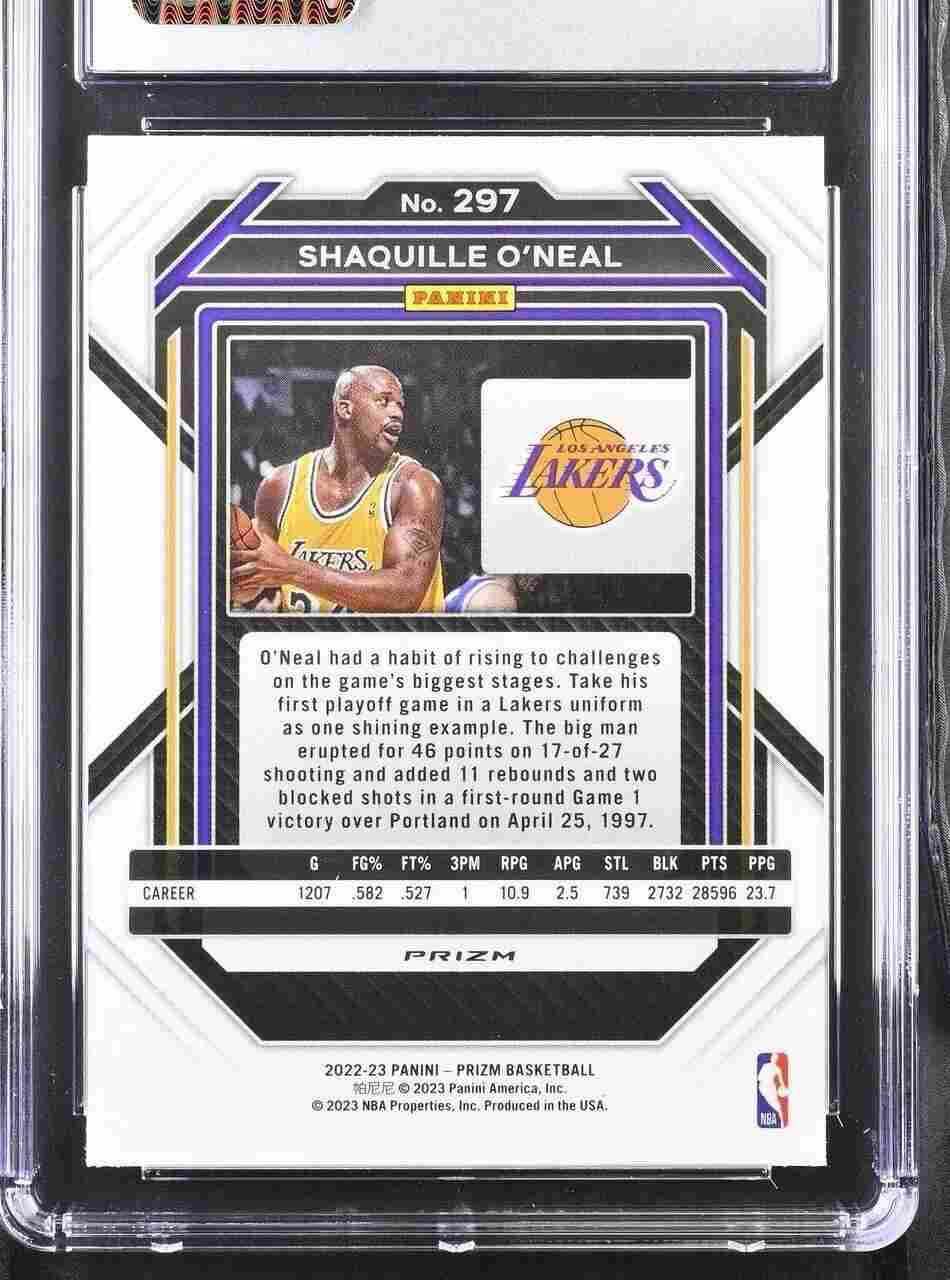 No. 297
SHAQUILLE O'NEAL
PANINI
LOS ANGELES
LAKERS
LAKERS
O'Neal had a habit of rising to challenges
on the game's biggest stages. Take his
first playoff game in a Lakers uniform
as one shining example. The big man
erupted for 46 points on 17-of-27
shooting and added 11 rebounds and two
blocked shots in a first-round Game 1
victory over Portland on April 25, 1997.
G FG% FT% 3PM RPG APG STL BLK PTS PPG
CAREER 1207 .582 .527 1 10.9 2.5 739 2732 28596 23.7
PRIZM
2022-23 PANINI – PRIZM BASKETBALL
帕尼尼 © 2023 Panini America, Inc.
© 2023 NBA Properties, Inc. Produced in the USA.
NBA